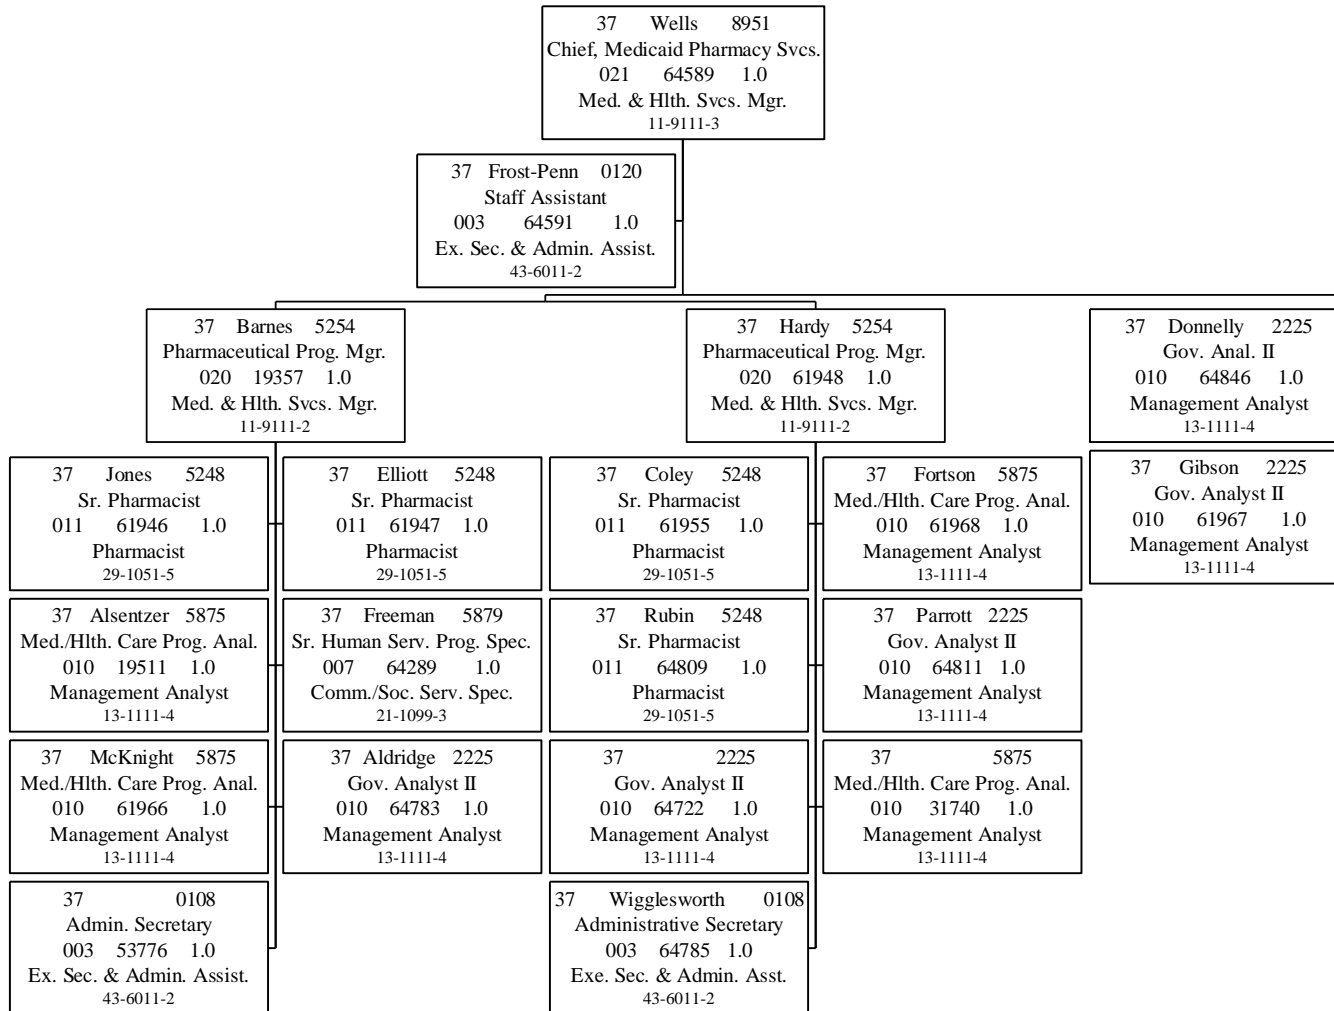 37 Wells 8951
Chief, Medicaid Pharmacy Svcs.
021 64589 1.0
Med. & Hlth. Svcs. Mgr.
11-9111-3
37 Frost-Penn 0120
Staff Assistant
003 64591 1.0
Ex. Sec. & Admin. Assist.
43-6011-2
37 Barnes 5254
Pharmaceutical Prog. Mgr.
020 19357 1.0
Med. & Hlth. Svcs. Mgr.
11-9111-2
37 Hardy 5254
Pharmaceutical Prog. Mgr.
020 61948 1.0
Med. & Hlth. Svcs. Mgr.
11-9111-2
37 Donnelly 2225
Gov. Anal. II
010 64846 1.0
Management Analyst
13-1111-4
37 Jones 5248
Sr. Pharmacist
011 61946 1.0
Pharmacist
29-1051-5
37 Elliott 5248
Sr. Pharmacist
011 61947 1.0
Pharmacist
29-1051-5
37 Coley 5248
Sr. Pharmacist
011 61955 1.0
Pharmacist
29-1051-5
37 Fortson 5875
Med./Hlth. Care Prog. Anal.
010 61968 1.0
Management Analyst
13-1111-4
37 Gibson 2225
Gov. Analyst II
010 61967 1.0
Management Analyst
13-1111-4
37 Alsentzer 5875
Med./Hlth. Care Prog. Anal.
010 19511 1.0
Management Analyst
13-1111-4
37 Freeman 5879
Sr. Human Serv. Prog. Spec.
007 64289 1.0
Comm./Soc. Serv. Spec.
21-1099-3
37 Rubin 5248
Sr. Pharmacist
011 64809 1.0
Pharmacist
29-1051-5
37 Parrott 2225
Gov. Analyst II
010 64811 1.0
Management Analyst
13-1111-4
37 McKnight 5875
Med./Hlth. Care Prog. Anal.
010 61966 1.0
Management Analyst
13-1111-4
37 Aldridge 2225
Gov. Analyst II
010 64783 1.0
Management Analyst
13-1111-4
37 2225
Gov. Analyst II
010 64722 1.0
Management Analyst
13-1111-4
37 5875
Med./Hlth. Care Prog. Anal.
010 31740 1.0
Management Analyst
13-1111-4
37 0108
Admin. Secretary
003 53776 1.0
Ex. Sec. & Admin. Assist.
43-6011-2
37 Wigglesworth 0108
Administrative Secretary
003 64785 1.0
Exe. Sec. & Admin. Asst.
43-6011-2